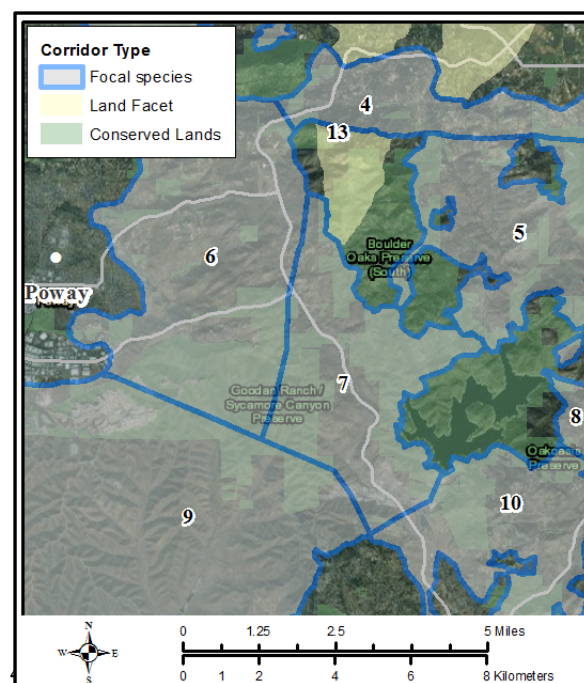 Corridor Type
Focal species
Land Facet
Conserved Lands
4
13
5
6
Boulder
Oaks Preserve
(South)
Poway
7
Goodan Ranch /
Sycamore Canyon
Preserve
8
Oakoasis
Preserve
10
9
N
W E
S
0 1.25 2.5 5 Miles
0 1 2 4 6 8 Kilometers